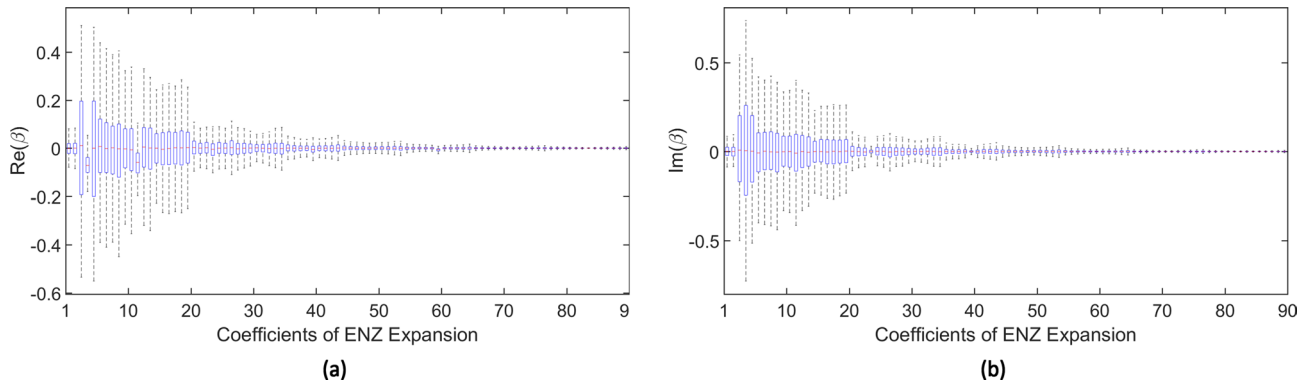 0.4
0.2
0
-0.2
-0.4
-0.6
Re(β)
1 10 20 30 40 50 60 70 80 9
Coefficients of ENZ Expansion
(a)
0.5
0
-0.5
Im(β)
1 10 20 30 40 50 60 70 80 90
Coefficients of ENZ Expansion
(b)